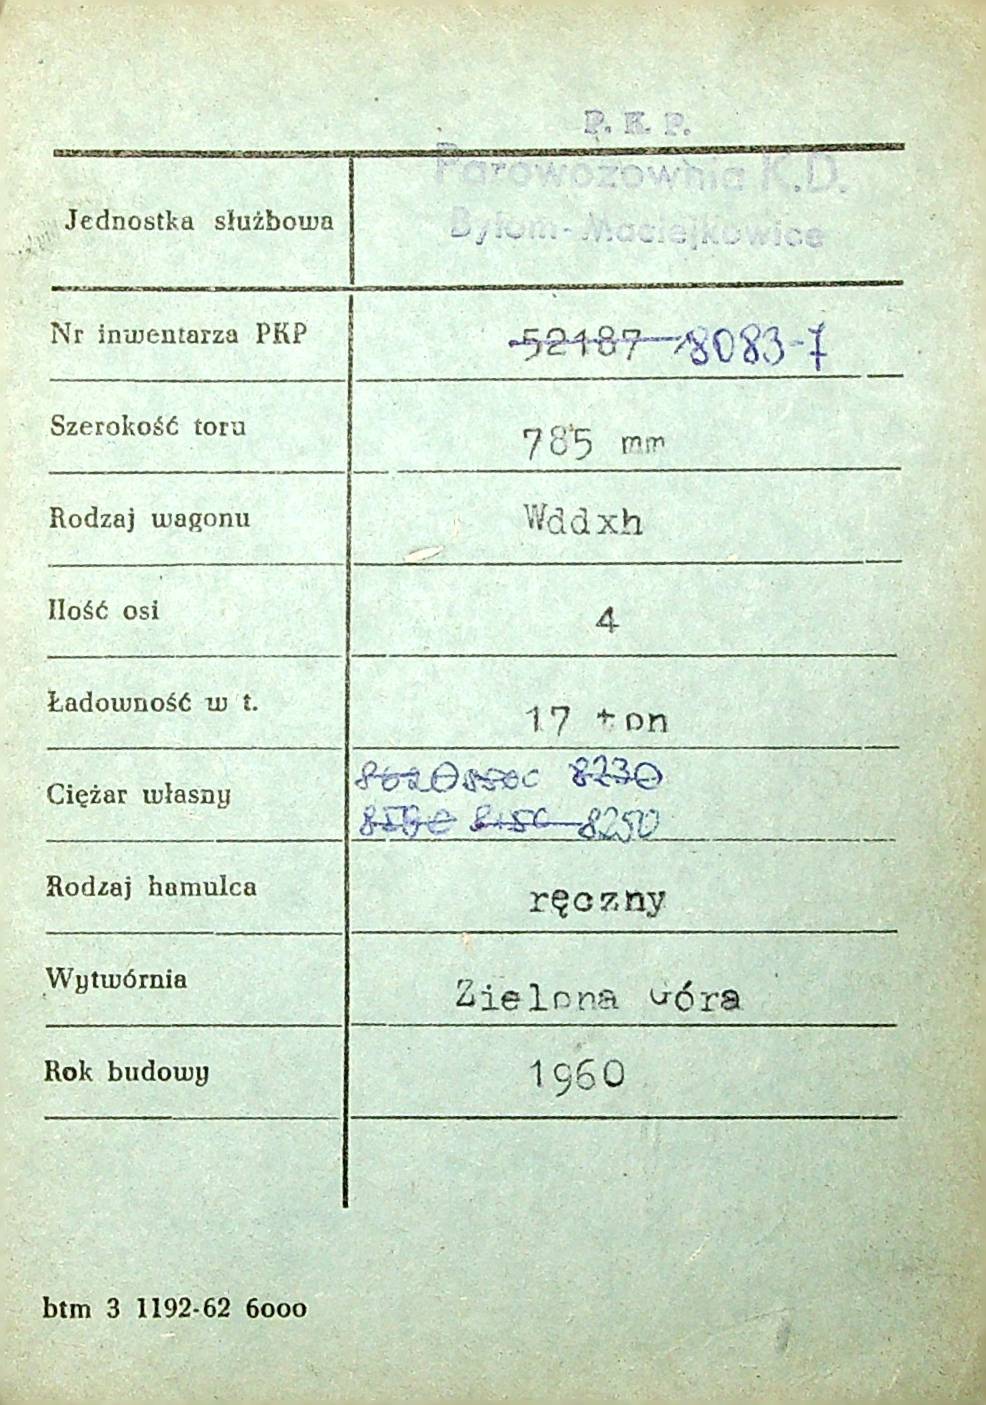 P. K. P.
Parowozownia K.D.
Jednostka służbowa Bytom-Maciejkowice
Nr inwentarza PKP 52187 8083-7
Szerokość toru 785 mm
Rodzaj wagonu Wddxh
Ilość osi 4
Ładowność w t. 17 ton
8230
Ciężar własny
8150 8250
Rodzaj hamulca ręczny
Wytwórnia Zielona Góra
Rok budowy 1960
btm 3 1192-62 6000